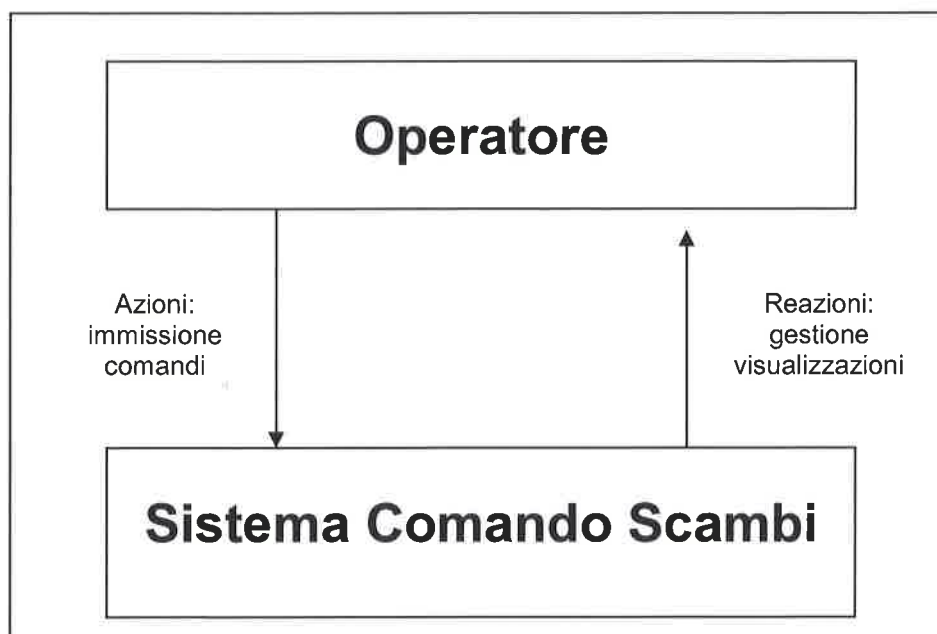 Operatore
Azioni:
immissione
comandi
Reazioni:
gestione
visualizzazioni
Sistema Comando Scambi